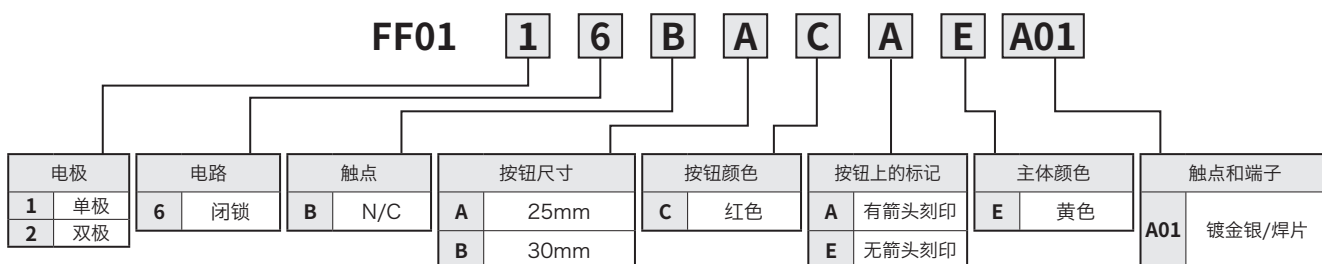 FF01 1 6 B A C A E A01
电极
1 单极
2 双极
电路
6 闭锁
触点
B N/C
按钮尺寸
A 25mm
B 30mm
按钮颜色
C 红色
按钮上的标记
A 有箭头刻印
E 无箭头刻印
主体颜色
E 黄色
触点和端子
A01 镀金银/焊片